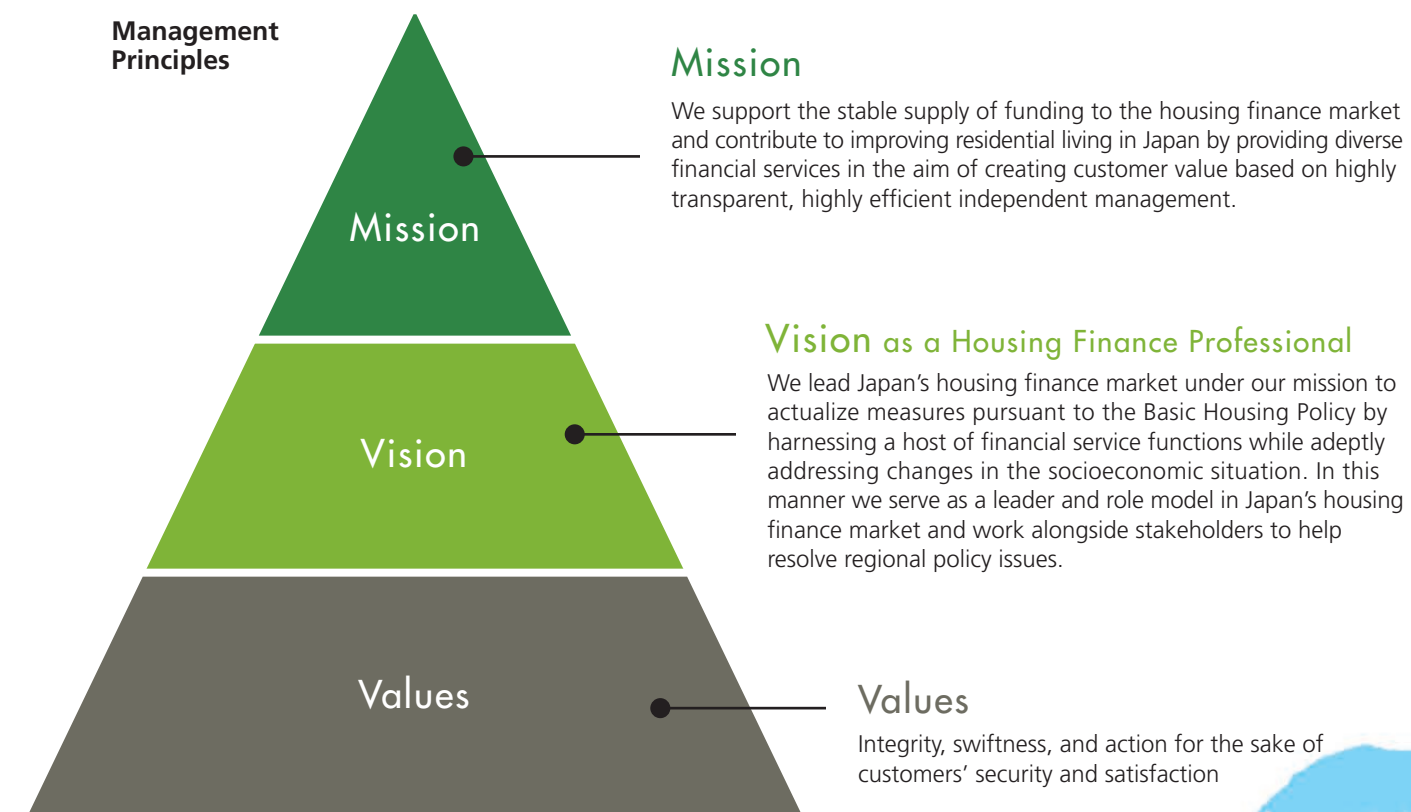 Management
Principles
Mission
Mission
We support the stable supply of funding to the housing finance market
and contribute to improving residential living in Japan by providing diverse
financial services in the aim of creating customer value based on highly
transparent, highly efficient independent management.
Vision
Vision as a Housing Finance Professional
We lead Japan’s housing finance market under our mission to
actualize measures pursuant to the Basic Housing Policy by
harnessing a host of financial service functions while adeptly
addressing changes in the socioeconomic situation. In this
manner we serve as a leader and role model in Japan’s housing
finance market and work alongside stakeholders to help
resolve regional policy issues.
Values
Values
Integrity, swiftness, and action for the sake of
customers’ security and satisfaction